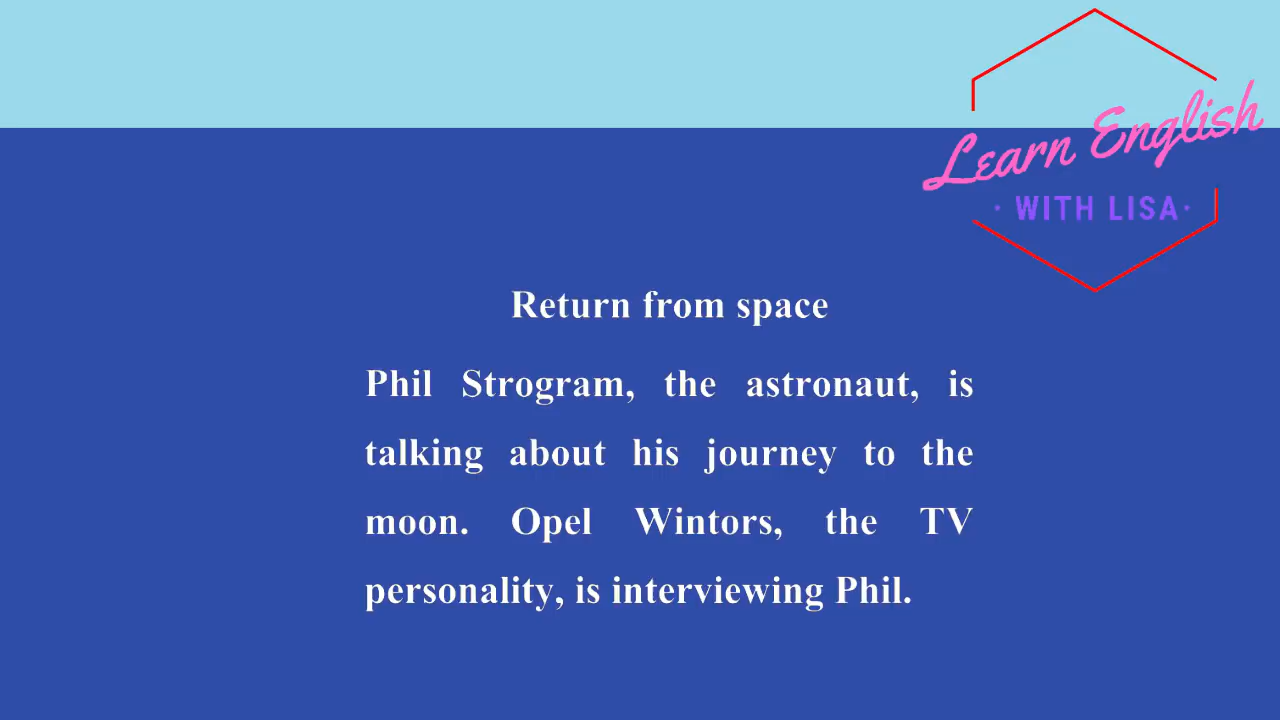 Learn English
· WITH LISA ·
Return from space
Phil Strogram, the astronaut, is
talking about his journey to the
moon. Opel Wintors, the TV
personality, is interviewing Phil.